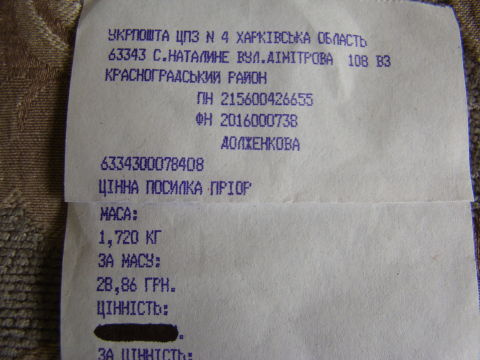 УКРПОШТА ЦПЗ N 4 ХАРКІВСЬКА ОБЛАСТЬ
63343 С.НАТАЛИНЕ ВУЛ.ДІМІТРОВА 108 ВЗ
КРАСНОГРАДСЬКИЙ РАЙОН
ПН 215600426655
ФН 2016000738
ДОЛЖЕНКОВА
6334300078408
ЦІННА ПОСИЛКА ПРІОР
МАСА:
1,720 КГ
ЗА МАСУ:
28,86 ГРН.
ЦІННІСТЬ:
.
ЗА ЦІННІСТЬ: